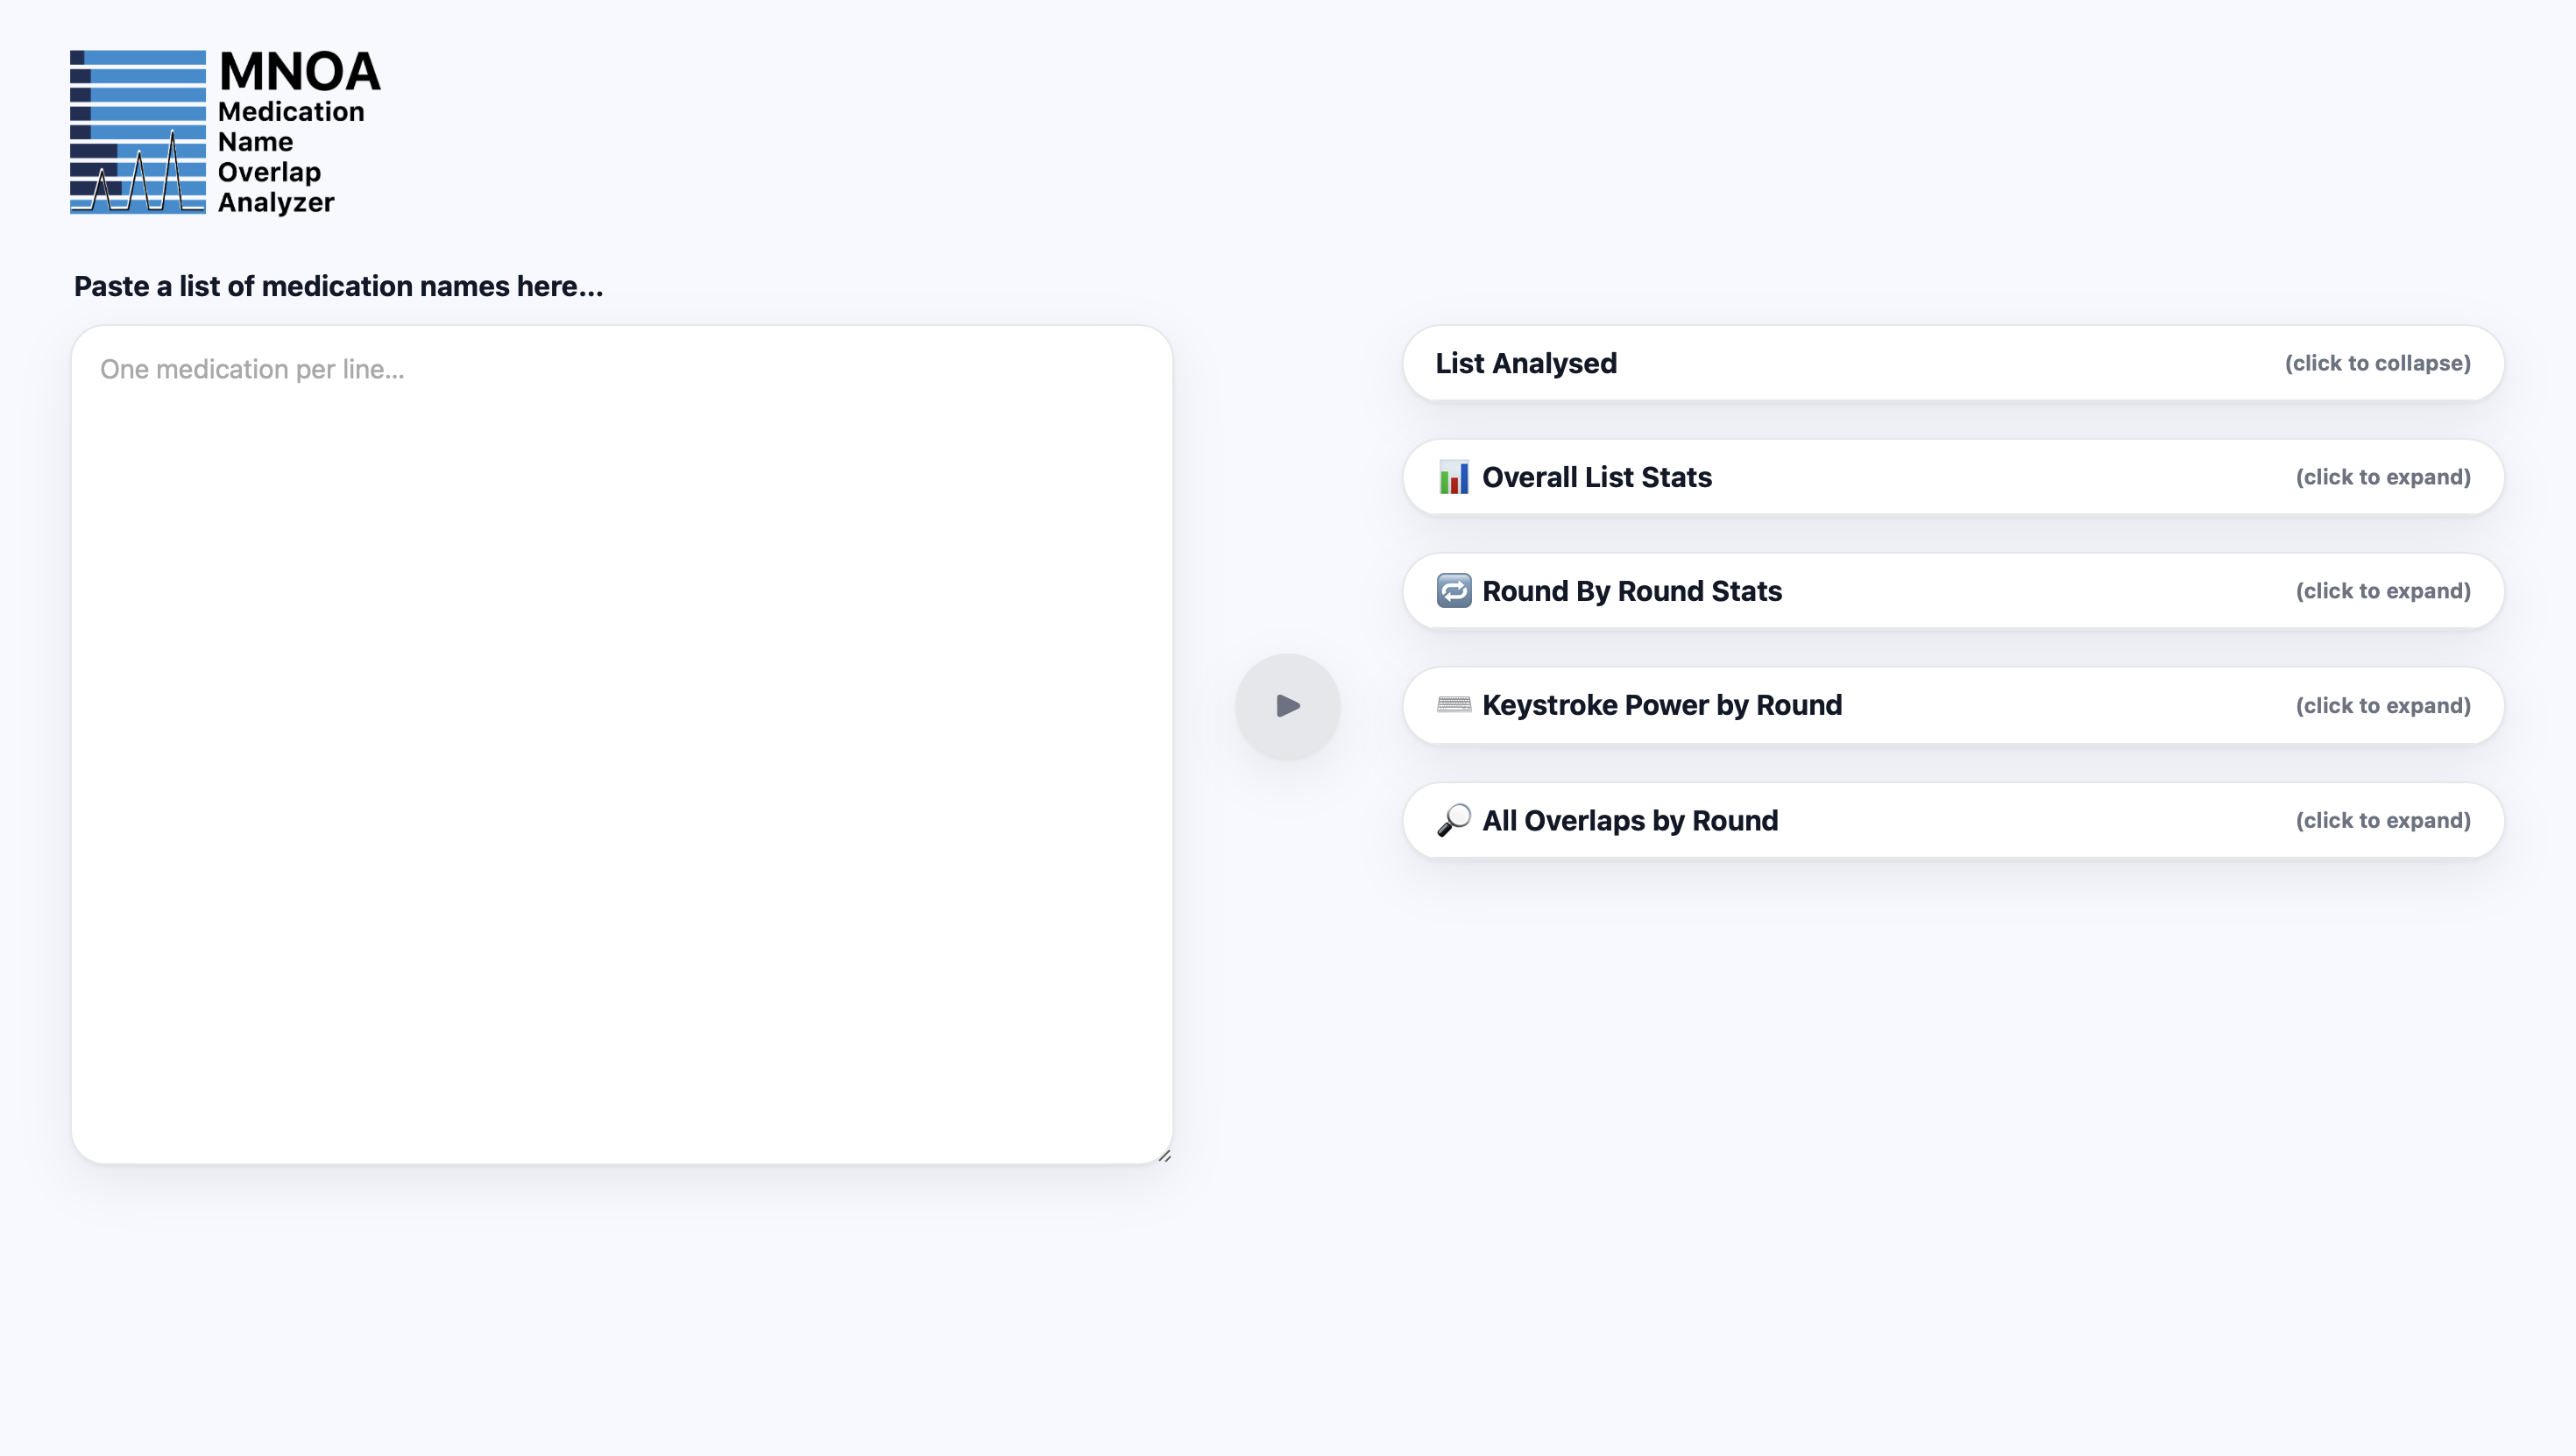 MNOA
Medication
Name
Overlap
Analyzer
Paste a list of medication names here...
One medication per line...
List Analysed (click to collapse)
Overall List Stats (click to expand)
Round By Round Stats (click to expand)
Keystroke Power by Round (click to expand)
All Overlaps by Round (click to expand)